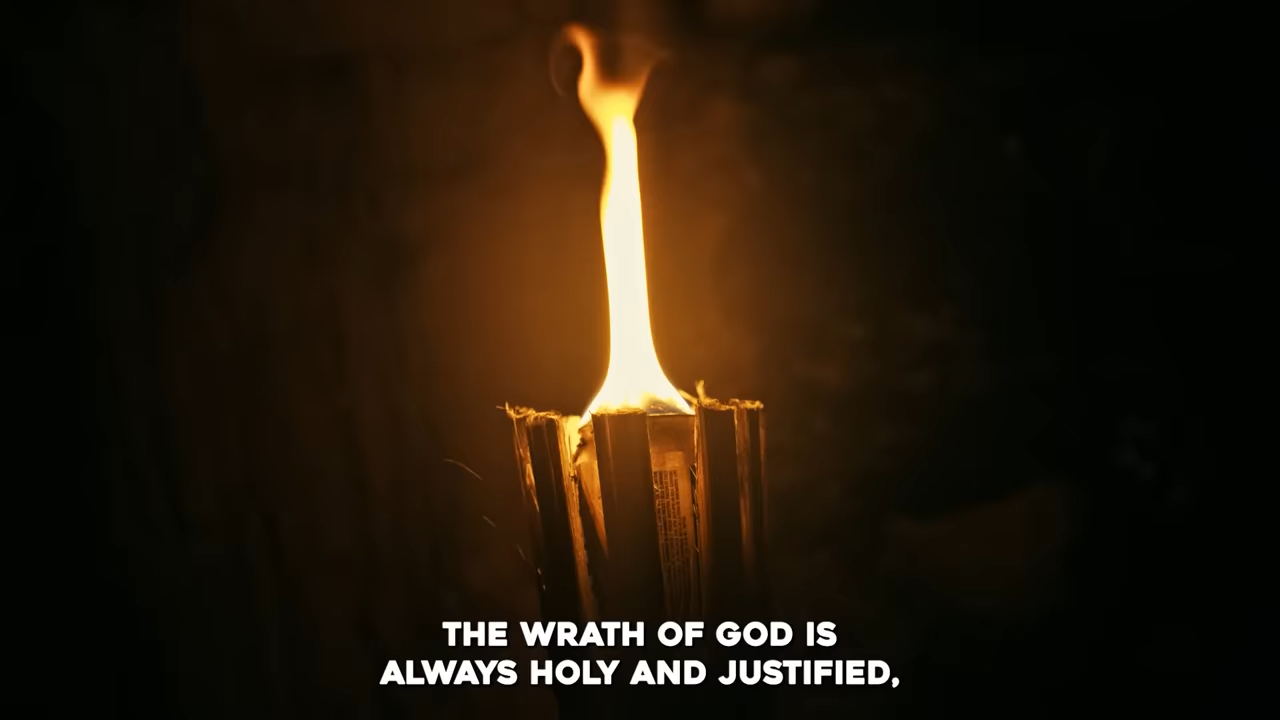 THE WRATH OF GOD IS
ALWAYS HOLY AND JUSTIFIED,